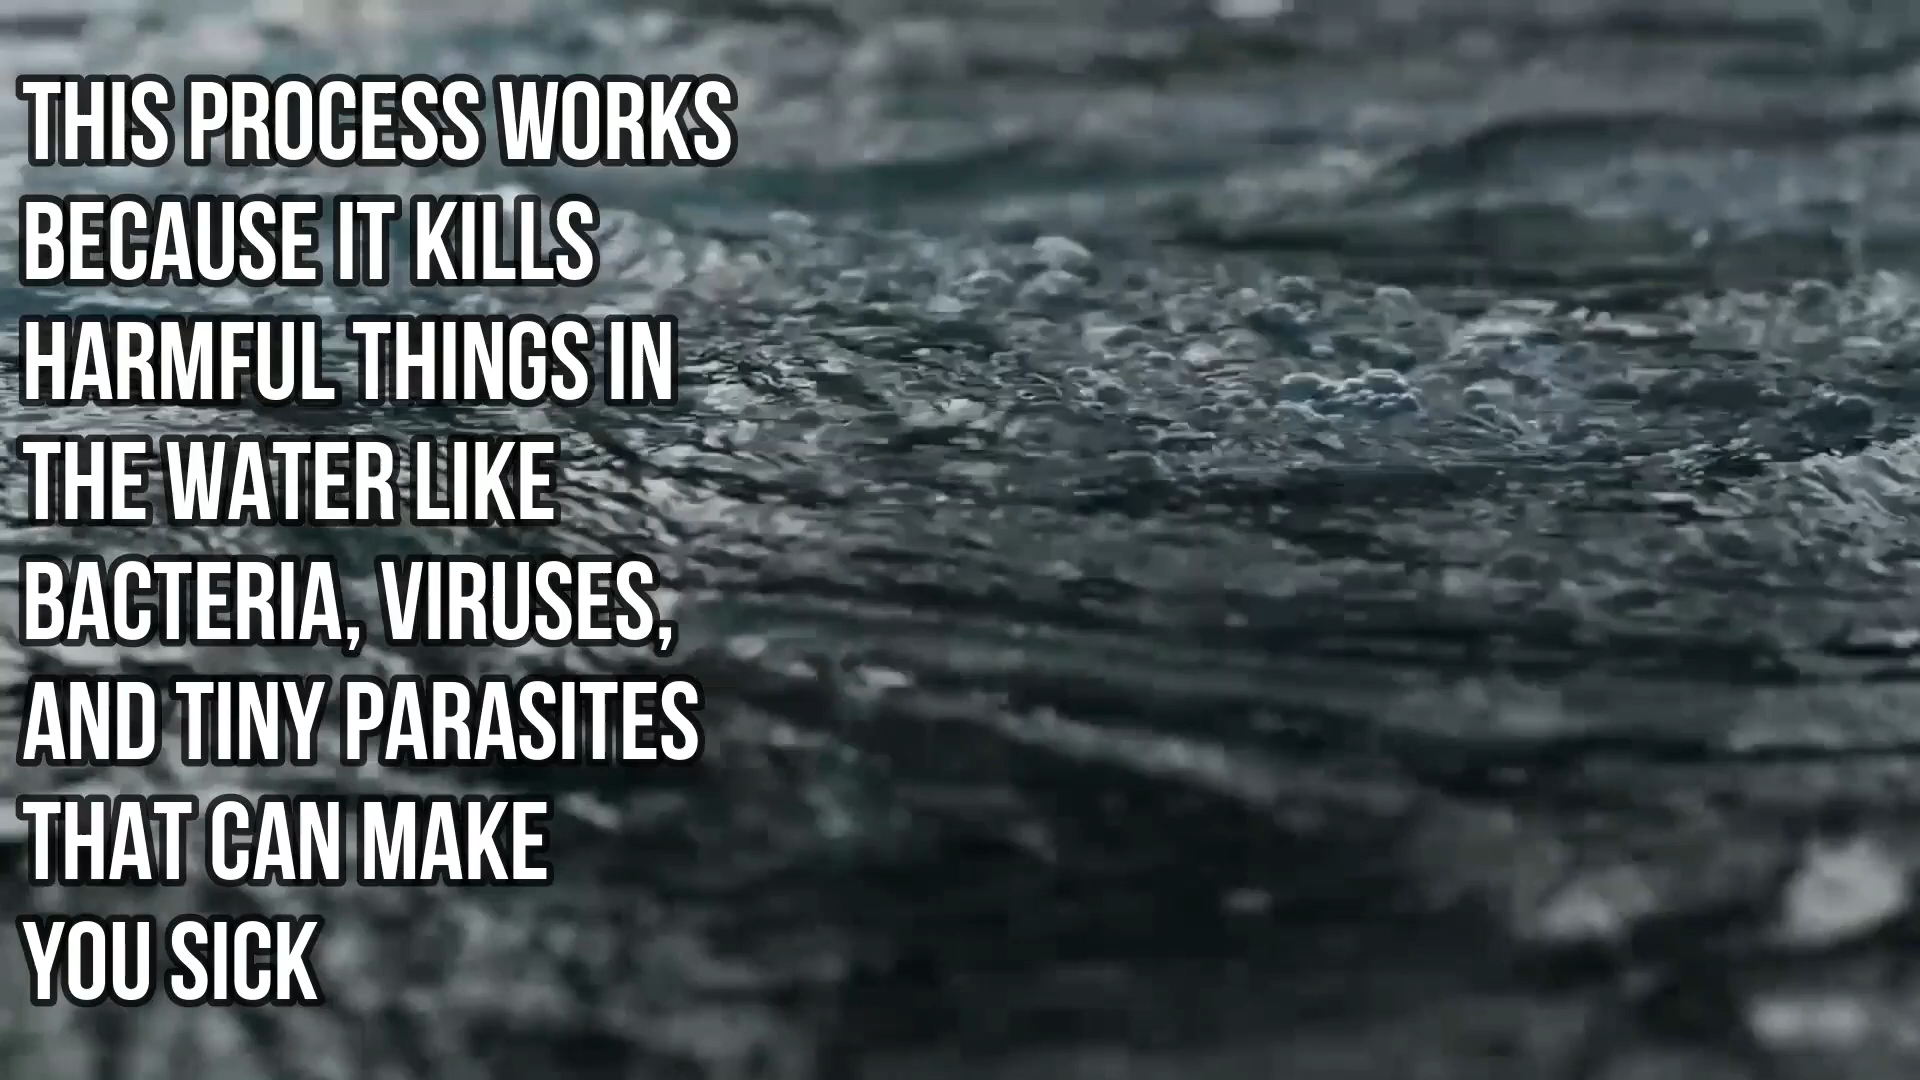 THIS PROCESS WORKS
BECAUSE IT KILLS
HARMFUL THINGS IN
THE WATER LIKE
BACTERIA, VIRUSES,
AND TINY PARASITES
THAT CAN MAKE
YOU SICK